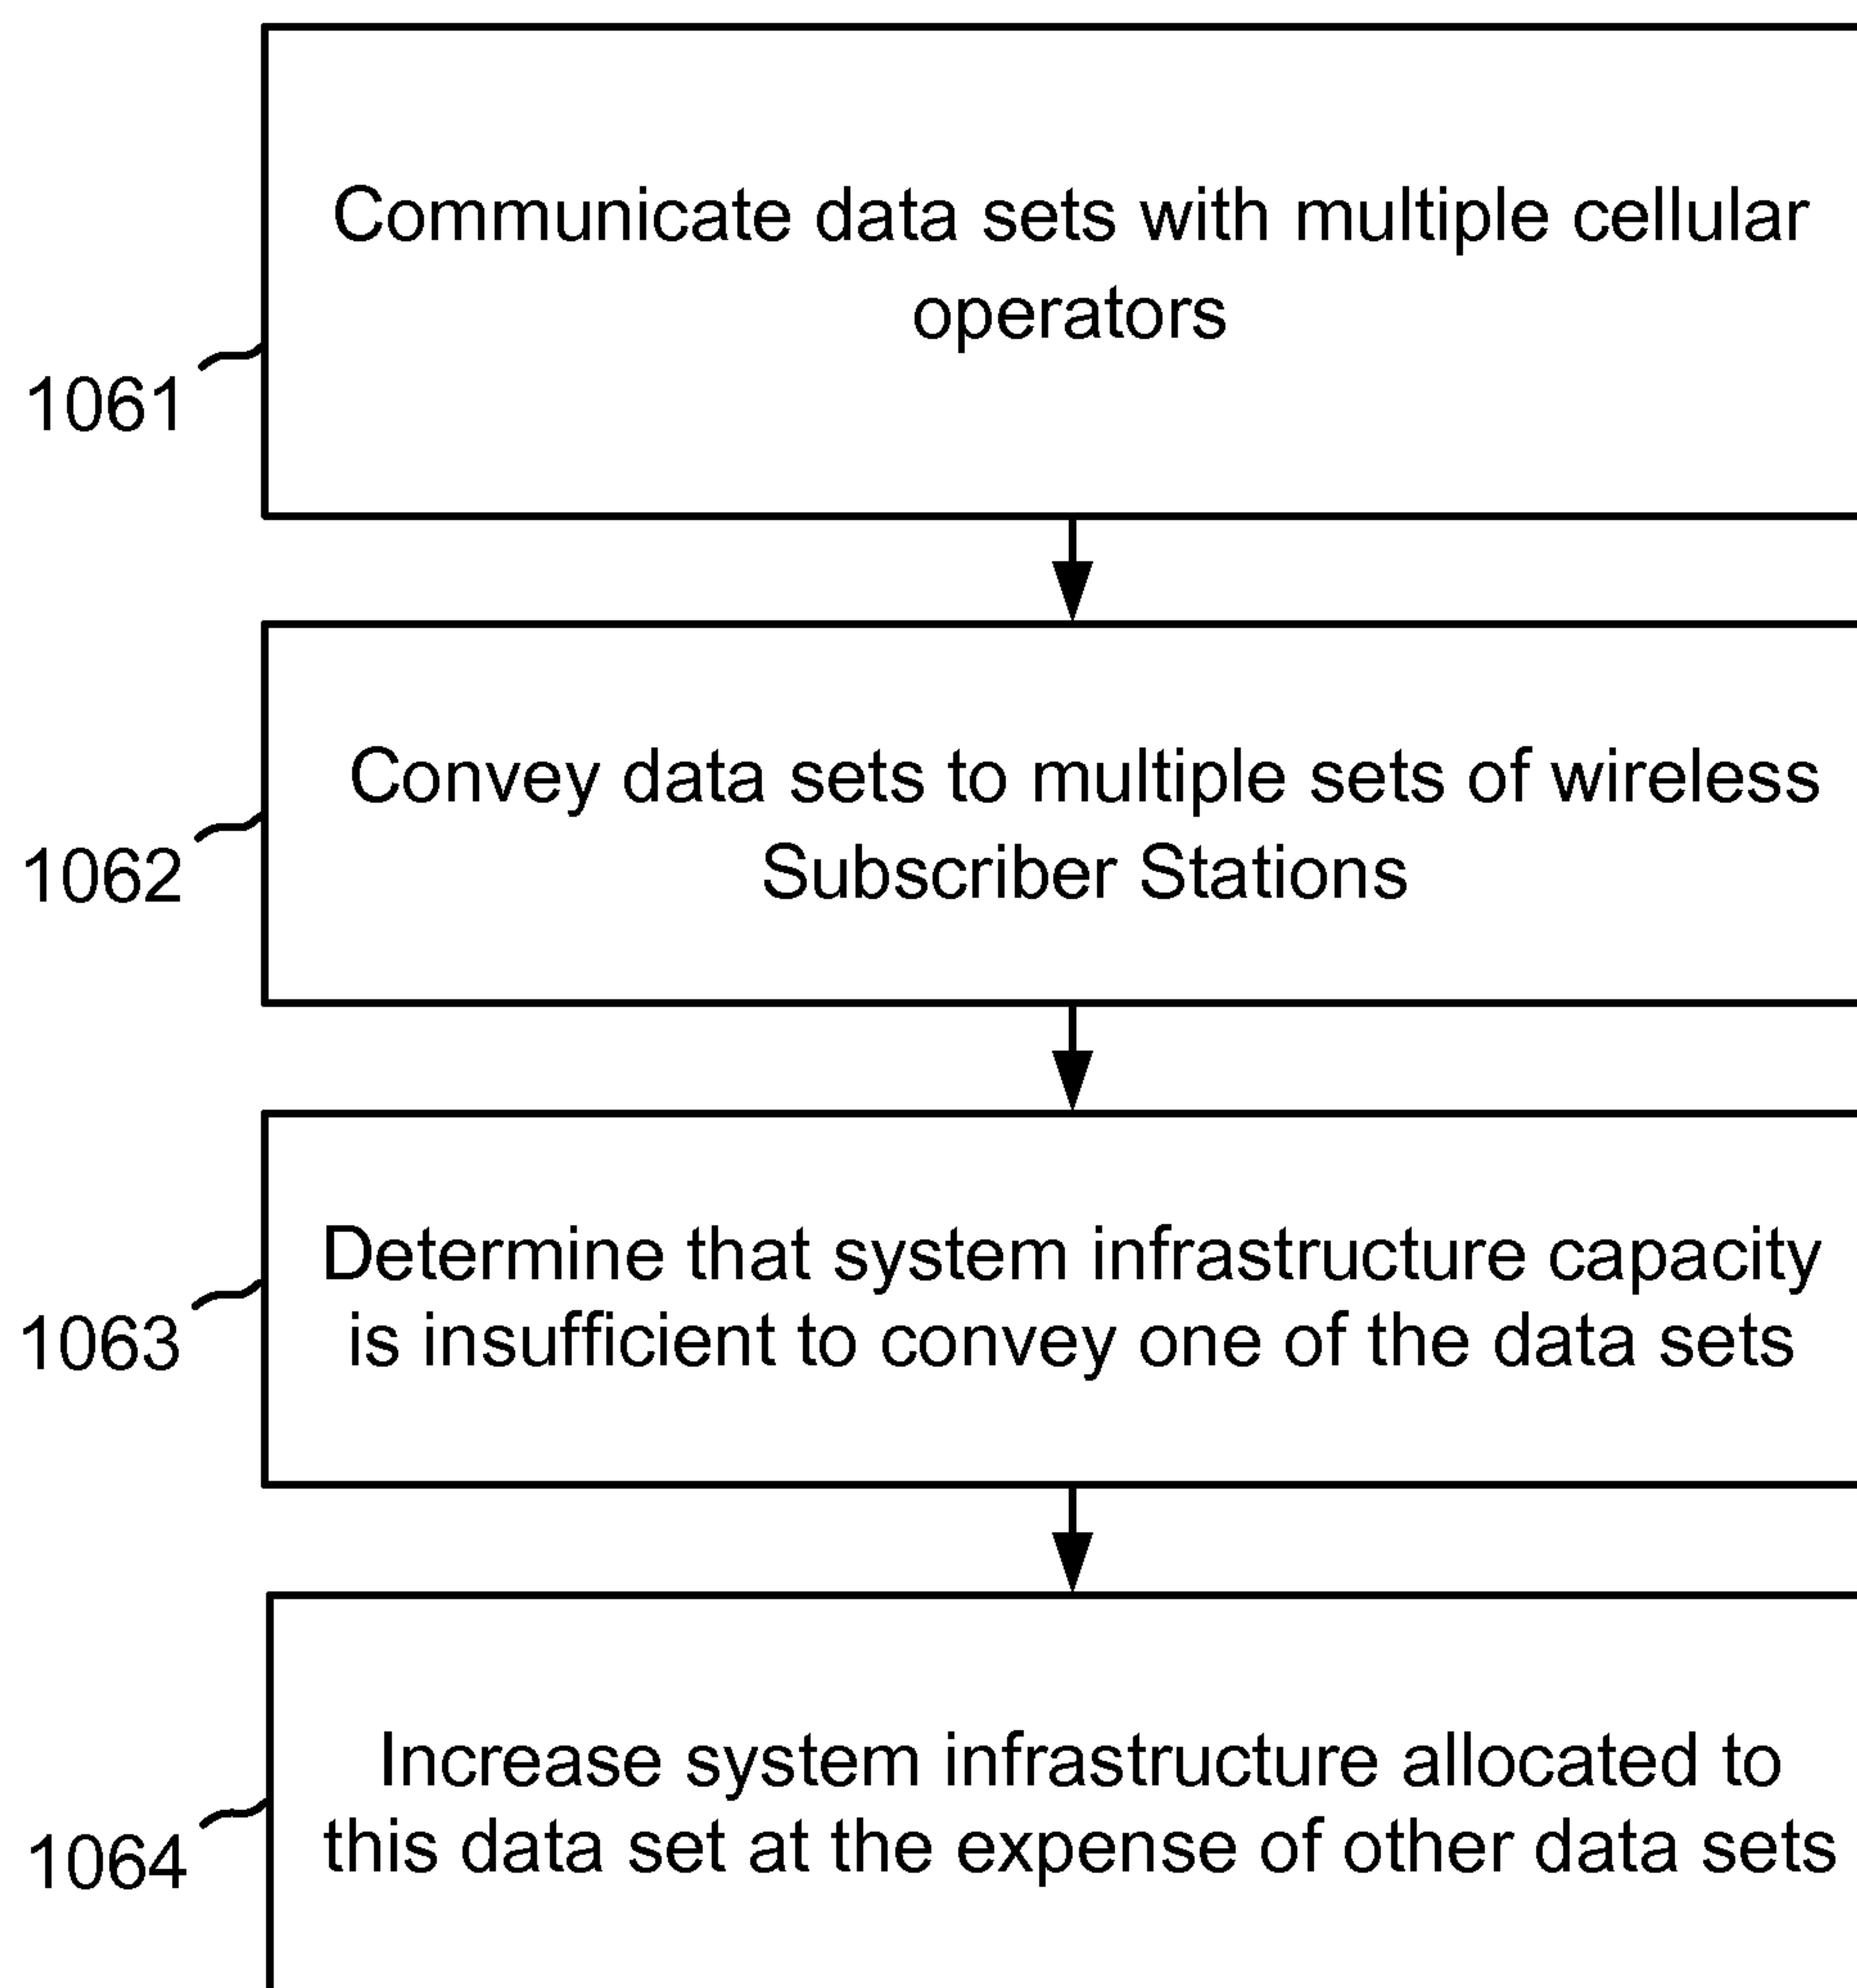 Communicate data sets with multiple cellular
operators
1061
Convey data sets to multiple sets of wireless
Subscriber Stations
1062
Determine that system infrastructure capacity
is insufficient to convey one of the data sets
1063
Increase system infrastructure allocated to
this data set at the expense of other data sets
1064